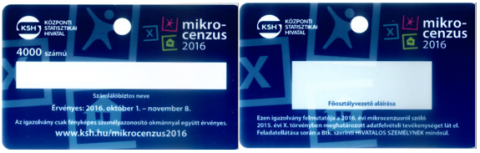 KSH KÖZPONTI
STATISZTIKAI
HIVATAL
mikro-
cenzus
2016
4000 számú
Számlálóbiztos neve
Érvényes: 2016. október 1. – november 8.
Az igazolvány csak fényképes személyazonosító okmánnyal együtt érvényes.
www.ksh.hu/mikrocenzus2016
KSH KÖZPONTI
STATISZTIKAI
HIVATAL
mikro-
cenzus
2016
Főosztályvezető aláírása
Ezen igazolvány felmutatója a 2016. évi mikrocenzusról szóló
2015. évi X. törvényben meghatározott adatfelvételi tevékenységet lát el.
Feladatellátása során a Btk. szerinti HIVATALOS SZEMÉLYNEK minősül.